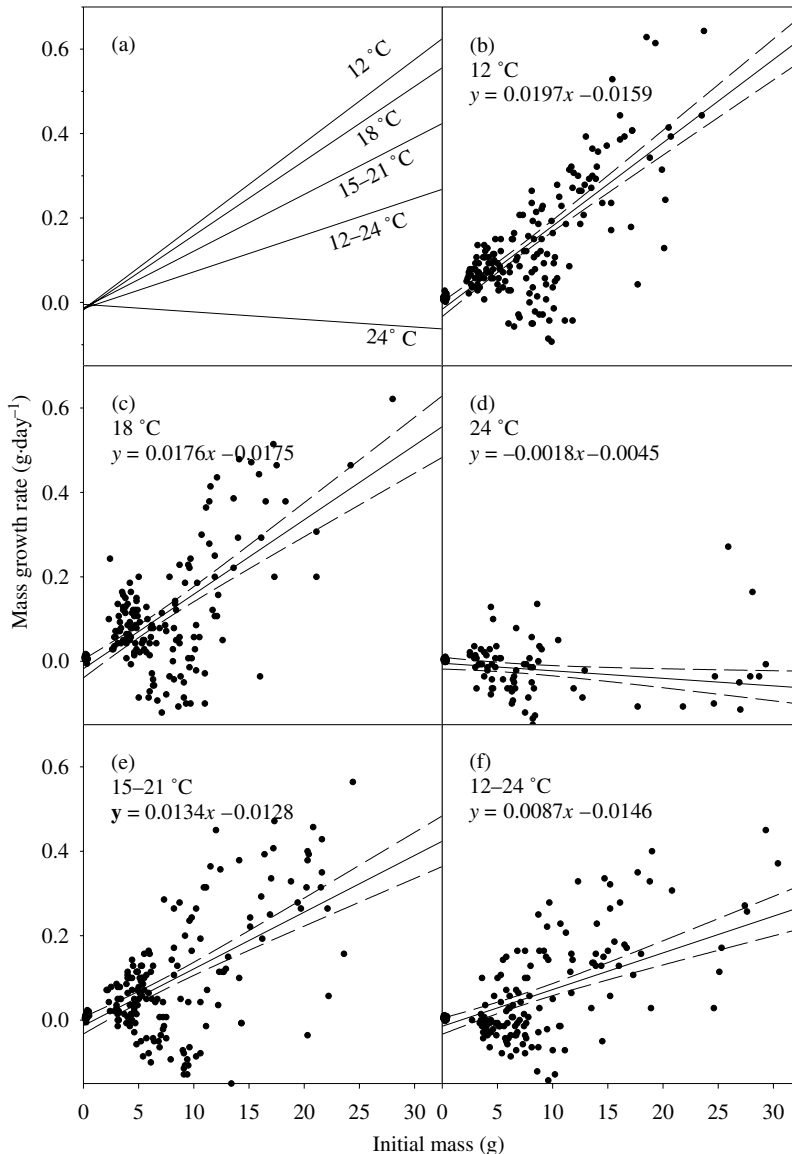 (a)
12 ˚C
18 ˚C
15–21 ˚C
12–24 ˚C
24˚ C
0.6
0.4
0.2
0.0
(b)
12 ˚C
y = 0.0197x –0.0159
(c)
18 ˚C
y = 0.0176x –0.0175
0.6
0.4
0.2
0.0
(d)
24 ˚C
y = –0.0018x–0.0045
Mass growth rate (g·day⁻¹)
(e)
15–21 ˚C
y = 0.0134x –0.0128
0.6
0.4
0.2
0.0
(f)
12–24 ˚C
y = 0.0087x –0.0146
0 5 10 15 20 25 30 0 5 10 15 20 25 30
Initial mass (g)